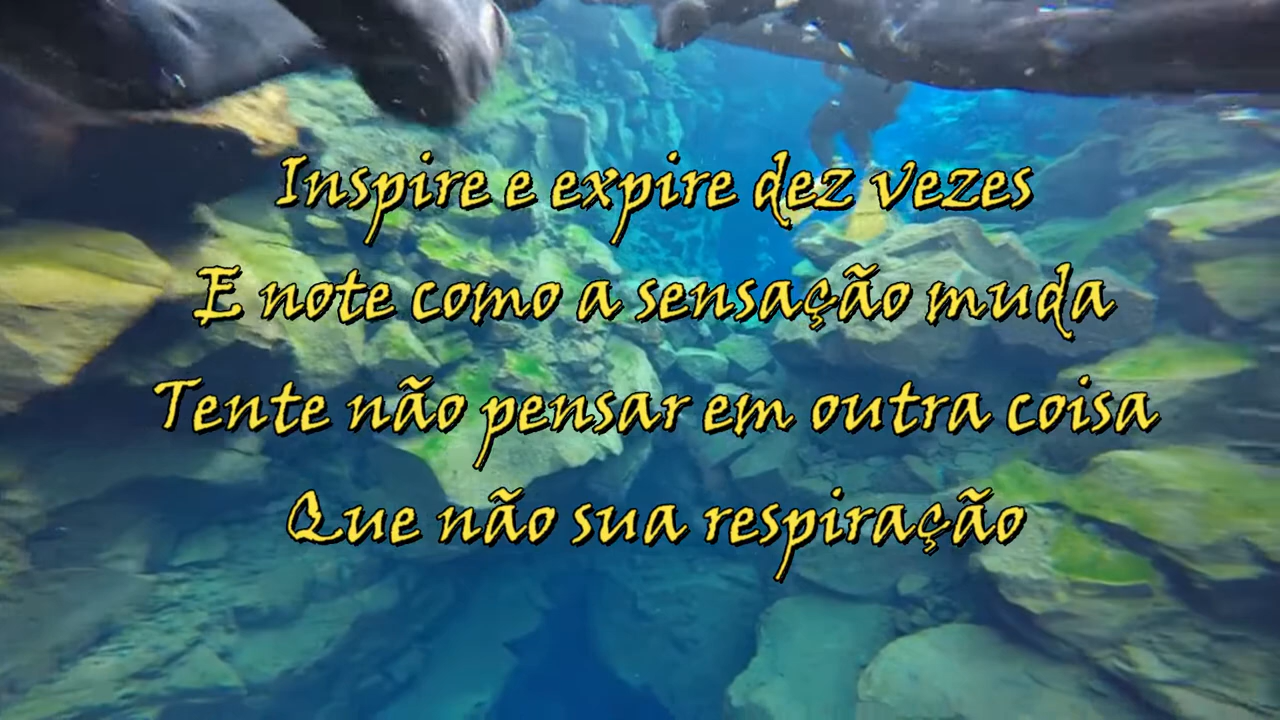 Inspire e expire dez vezes
E note como a sensação muda
Tente não pensar em outra coisa
Que não sua respiração